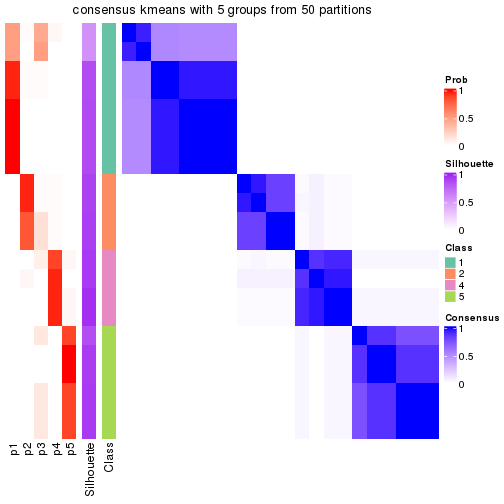 consensus kmeans with 5 groups from 50 partitions
Prob
1
0.5
0
Silhouette
1
0.5
0
Class
1
2
4
5
Consensus
1
0.5
0
p1
p2
p3
p4
p5
Silhouette
Class